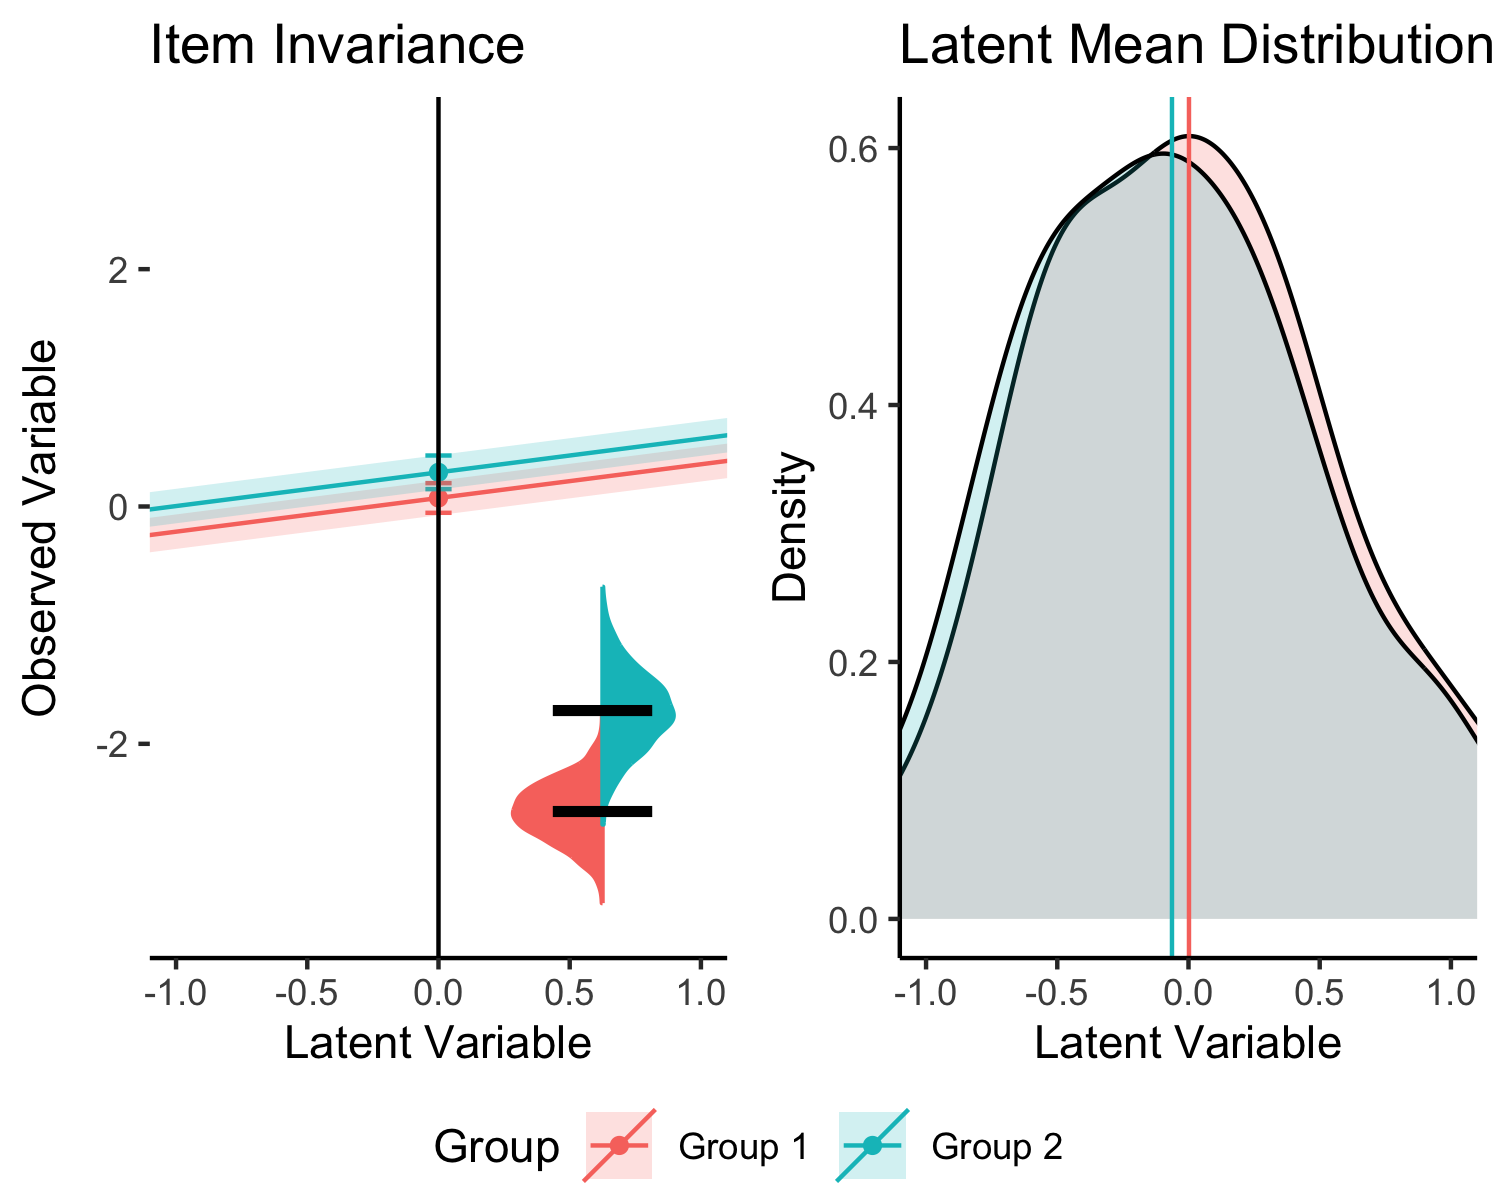 Item Invariance
Observed Variable
2
0
-2
-1.0 -0.5 0.0 0.5 1.0
Latent Variable
Latent Mean Distribution
Density
0.6
0.4
0.2
0.0
-1.0 -0.5 0.0 0.5 1.0
Latent Variable
Group Group 1 Group 2